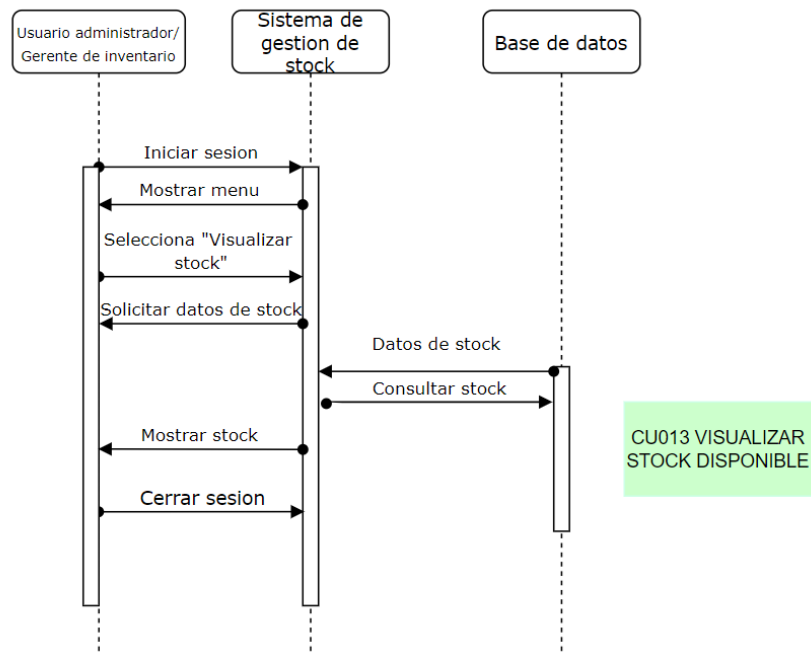 Usuario administrador/
Gerente de inventario
Sistema de
gestion de
stock
Base de datos
Iniciar sesion
Mostrar menu
Selecciona "Visualizar
stock"
Solicitar datos de stock
Datos de stock
Consultar stock
Mostrar stock
Cerrar sesion
CU013 VISUALIZAR
STOCK DISPONIBLE